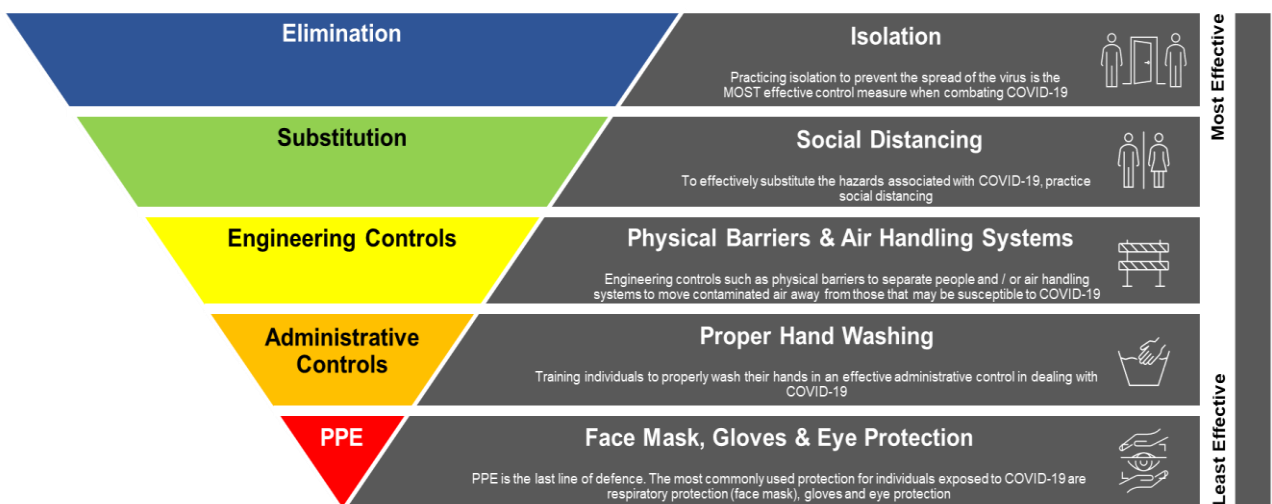 Elimination
Isolation
Practicing isolation to prevent the spread of the virus is the
MOST effective control measure when combating COVID-19
Most Effective
Substitution
Social Distancing
To effectively substitute the hazards associated with COVID-19, practice
social distancing
Engineering Controls
Physical Barriers & Air Handling Systems
Engineering controls such as physical barriers to separate people and / or air handling
systems to move contaminated air away from those that may be susceptible to COVID-19
Administrative
Controls
Proper Hand Washing
Training individuals to properly wash their hands in an effective administrative control in dealing with
COVID-19
PPE
Face Mask, Gloves & Eye Protection
PPE is the last line of defence. The most commonly used protection for individuals exposed to COVID-19 are
respiratory protection (face mask), gloves and eye protection
Least Effective